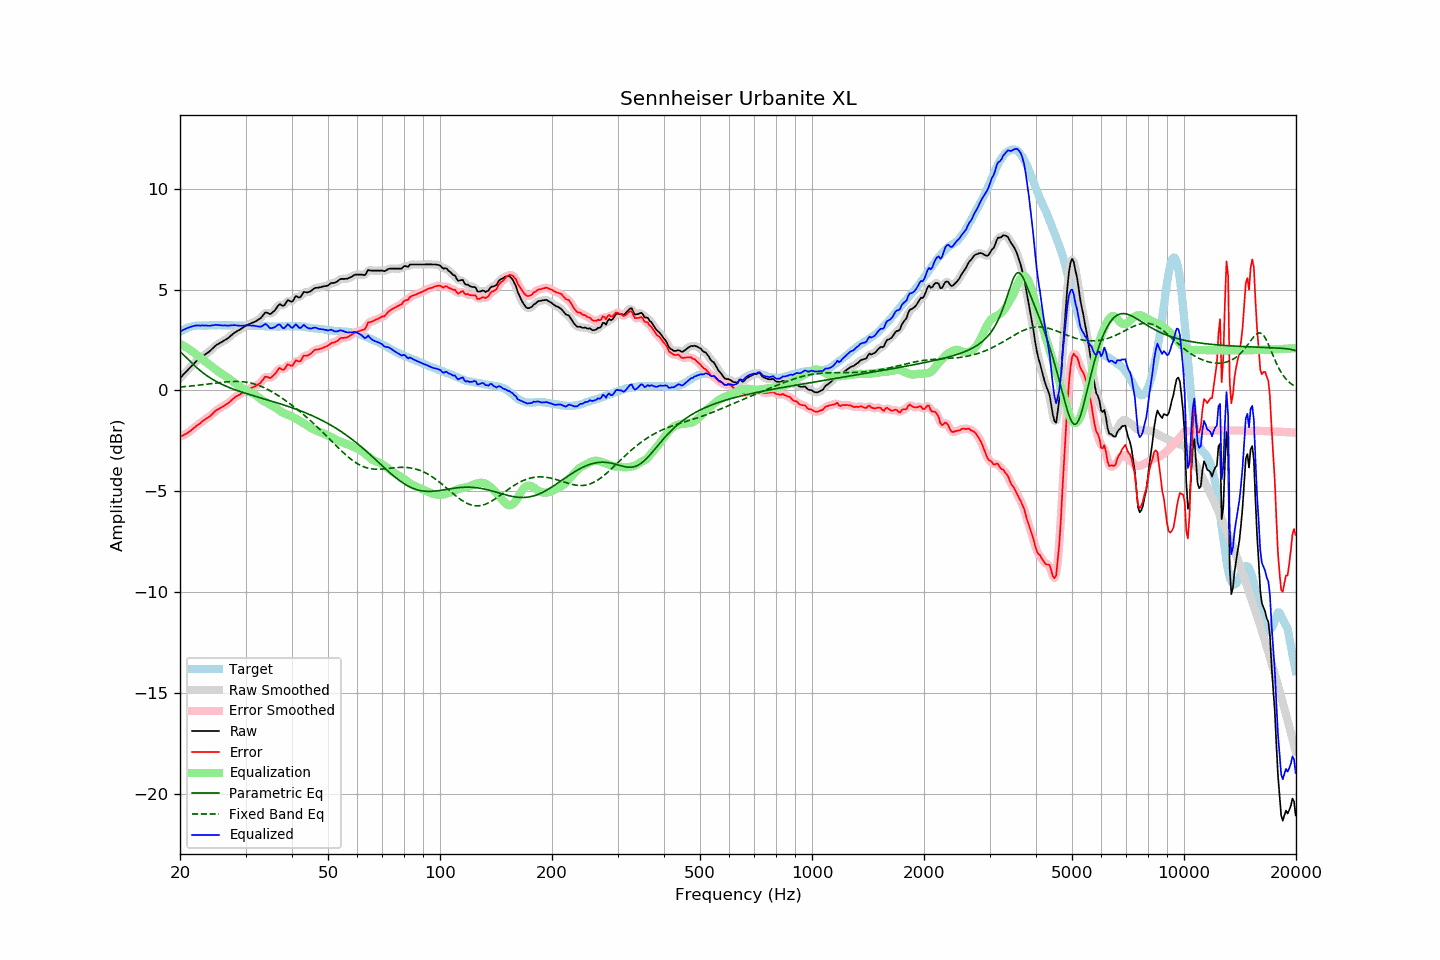 Sennheiser Urbanite XL
Amplitude (dBr)
10
5
0
−5
−10
−15
−20
Target
Raw Smoothed
Error Smoothed
Raw
Error
Equalization
Parametric Eq
Fixed Band Eq
Equalized
20 50 100 200 500 1000 2000 5000 10000 20000
Frequency (Hz)